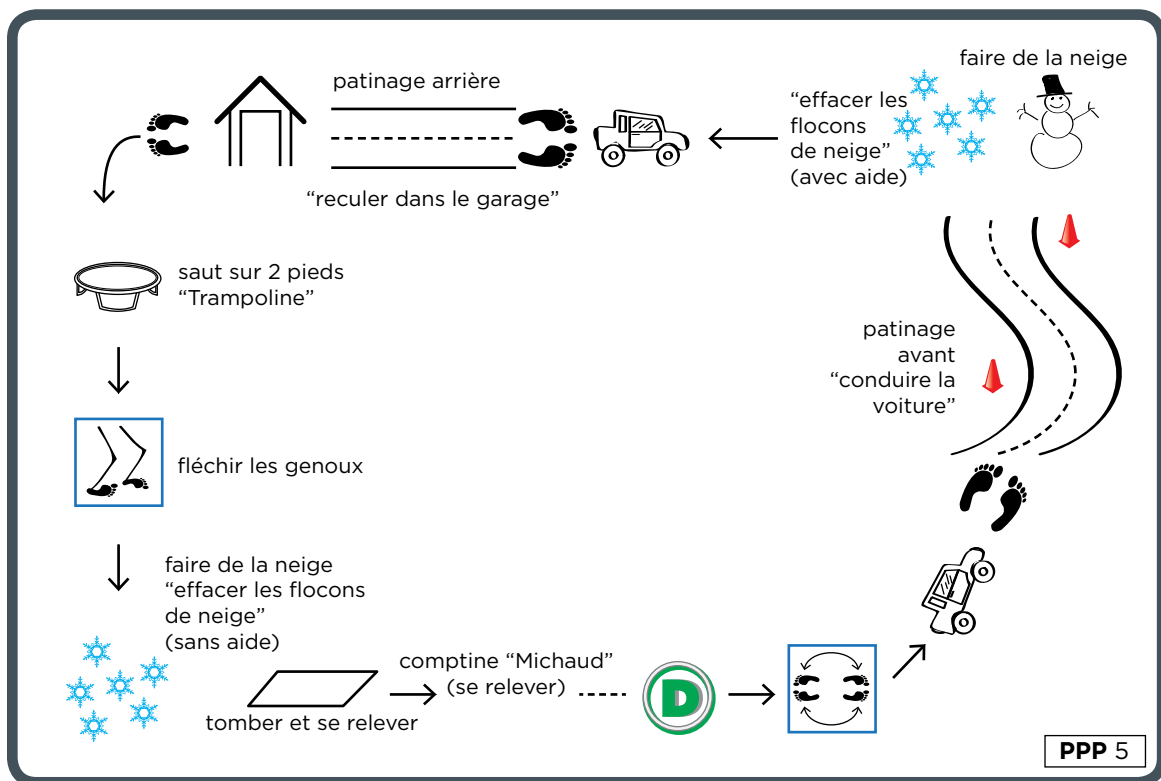 faire de la neige
patinage arrière
“effacer les
flocons
de neige”
(avec aide)
“reculer dans le garage”
saut sur 2 pieds
“Trampoline”
patinage
avant
“conduire la
voiture”
fléchir les genoux
faire de la neige
“effacer les flocons
de neige”
(sans aide)
comptine “Michaud”
(se relever)
D
tomber et se relever
PPP 5